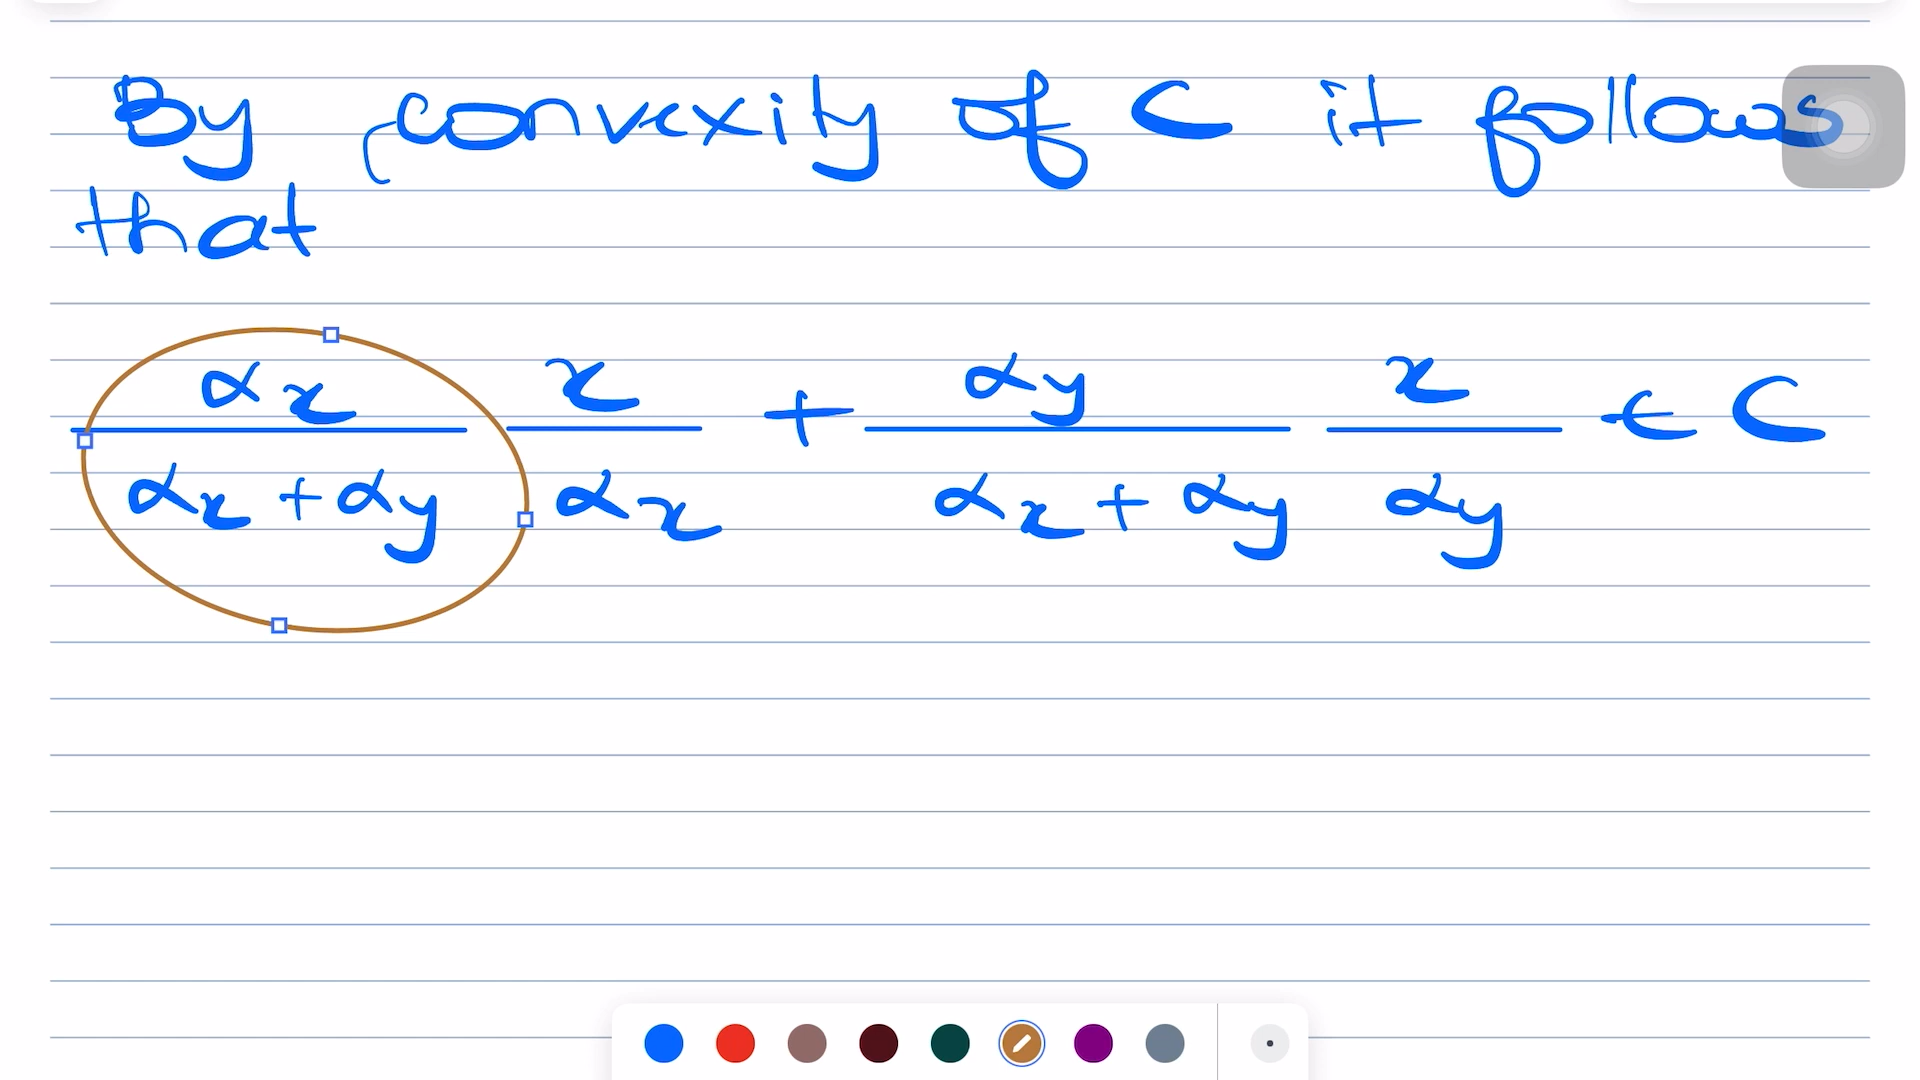 By convexity of C it follows
that
αx / (αx + αy) x / αx + αy / (αx + αy) x / αy ∈ C